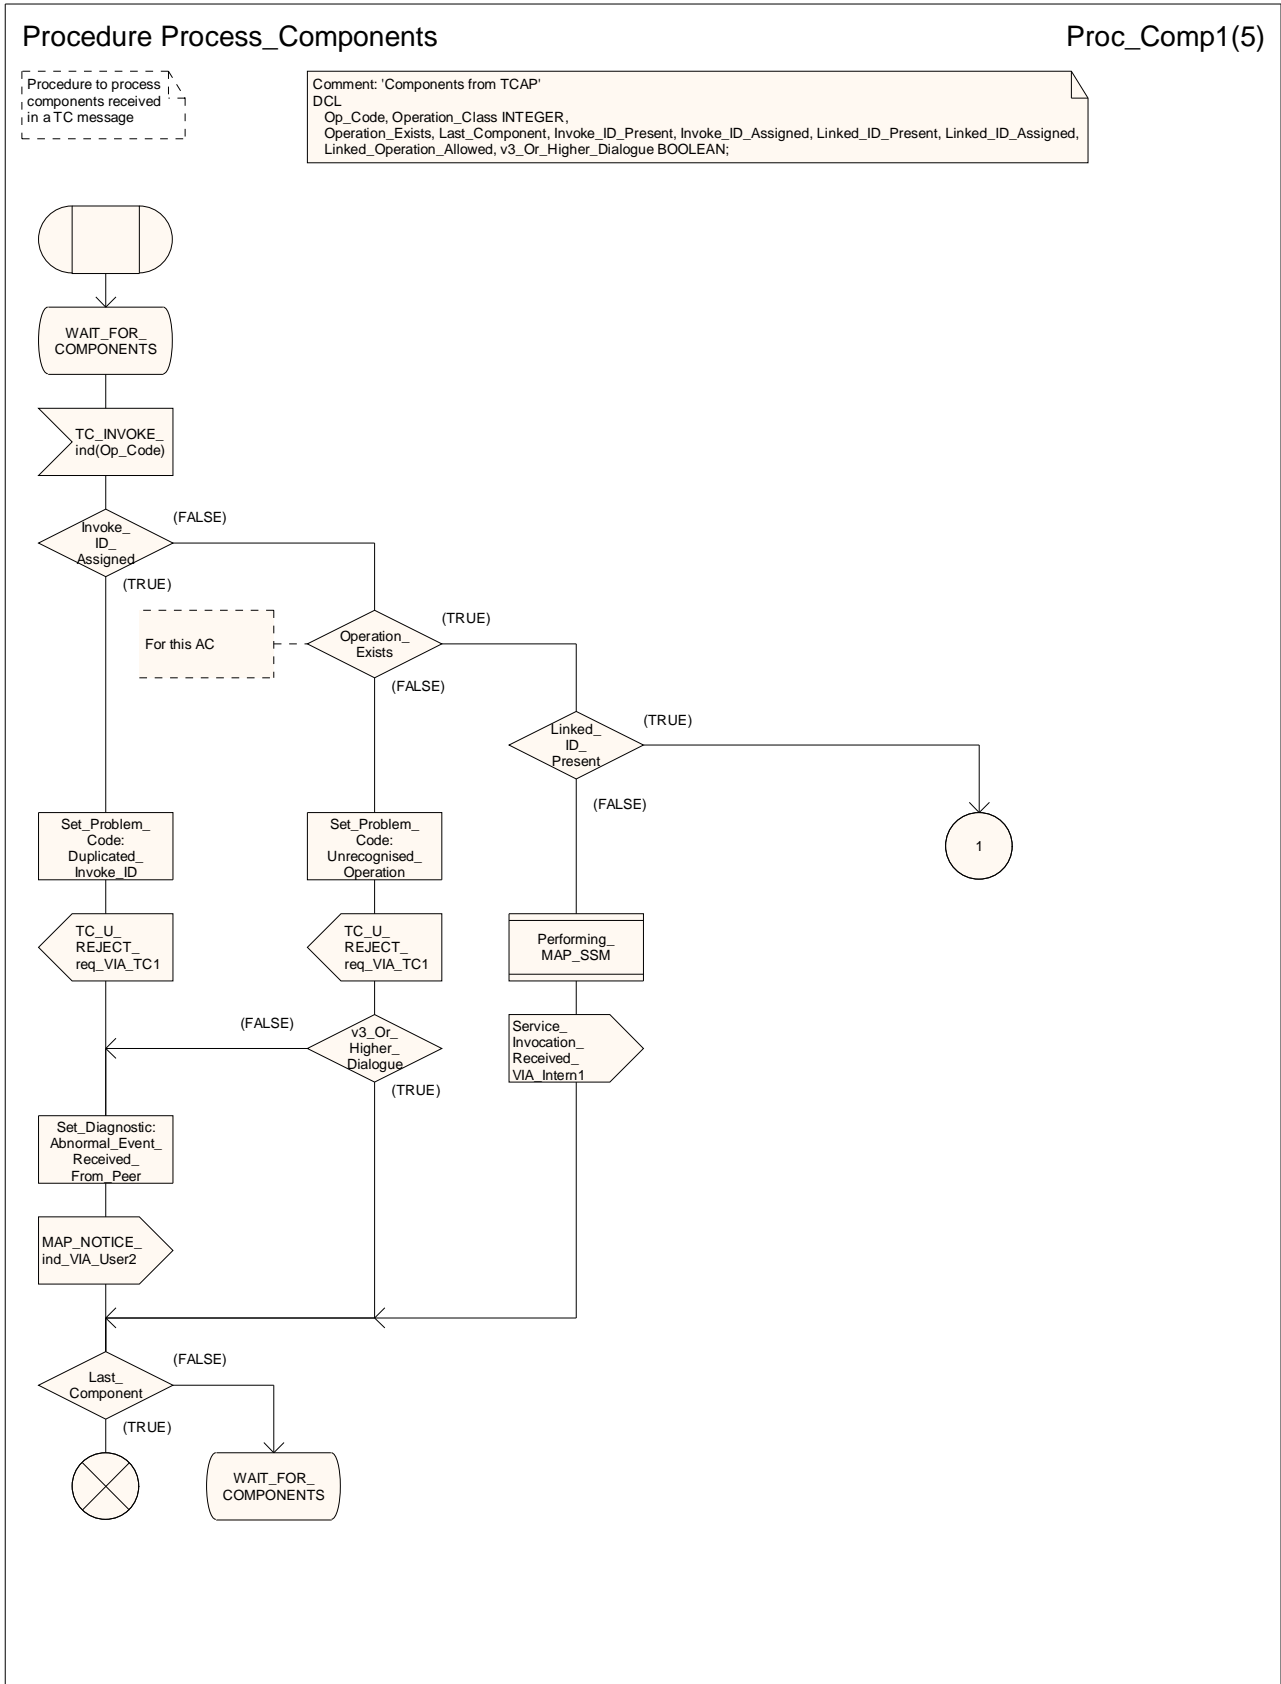 Procedure Process_Components
Proc_Comp1(5)
Procedure to process
components received
in a TC message
Comment: 'Components from TCAP'
DCL
Op_Code, Operation_Class INTEGER,
Operation_Exists, Last_Component, Invoke_ID_Present, Invoke_ID_Assigned, Linked_ID_Present, Linked_ID_Assigned,
Linked_Operation_Allowed, v3_Or_Higher_Dialogue BOOLEAN;
WAIT_FOR_
COMPONENTS
TC_INVOKE_
ind(Op_Code)
Invoke_
ID_
Assigned
(FALSE)
(TRUE)
For this AC
Operation_
Exists
(TRUE)
(FALSE)
Linked_
ID_
Present
(TRUE)
(FALSE)
1
Set_Problem_
Code:
Duplicated_
Invoke_ID
Set_Problem_
Code:
Unrecognised_
Operation
TC_U_
REJECT_
req_VIA_TC1
TC_U_
REJECT_
req_VIA_TC1
Performing_
MAP_SSM
(FALSE)
v3_Or_
Higher_
Dialogue
(TRUE)
Service_
Invocation_
Received_
VIA_Intern1
Set_Diagnostic:
Abnormal_Event_
Received_
From_Peer
MAP_NOTICE_
ind_VIA_User2
Last_
Component
(FALSE)
(TRUE)
WAIT_FOR_
COMPONENTS